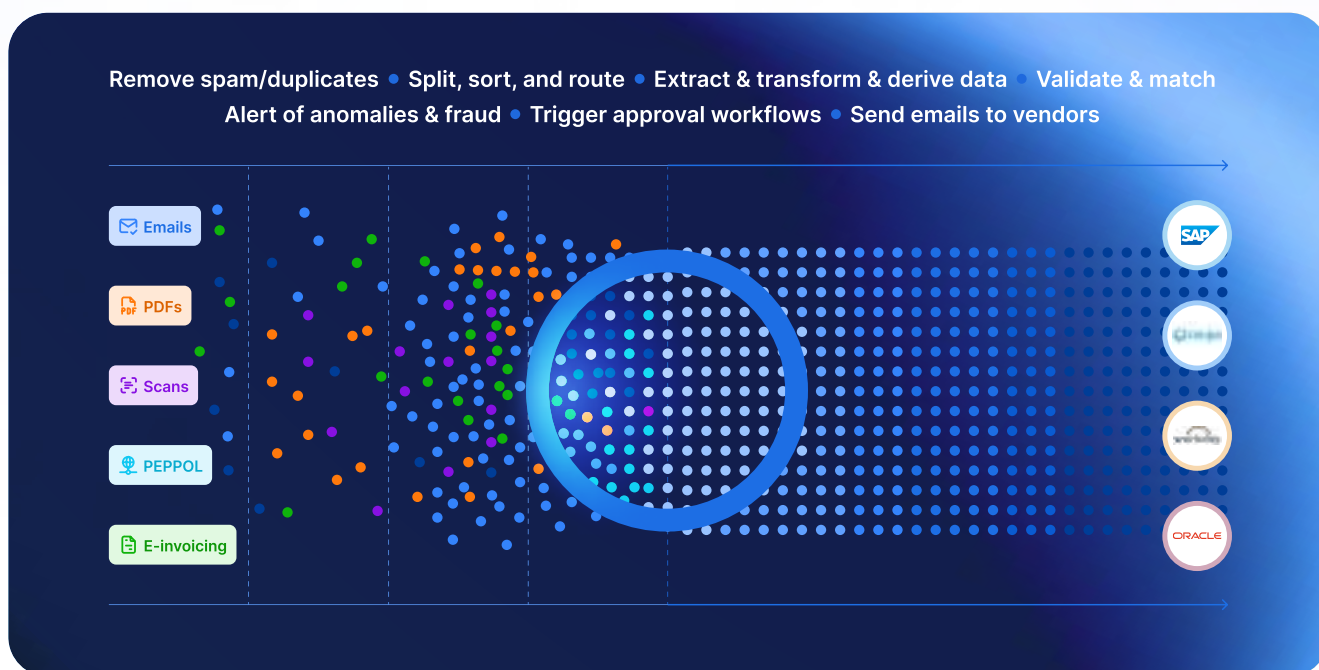 Remove spam/duplicates • Split, sort, and route • Extract & transform & derive data • Validate & match
Alert of anomalies & fraud • Trigger approval workflows • Send emails to vendors
Emails
PDF
PDFs
Scans
PEPPOL
E-invoicing
SAP
ORACLE